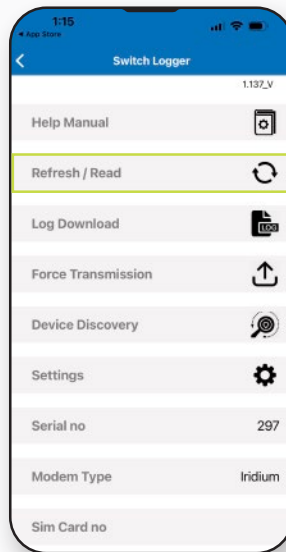 1:15
App Store
Switch Logger
1.137_V
Help Manual
Refresh / Read
Log Download
LOG
Force Transmission
Device Discovery
Settings
Serial no 297
Modem Type Iridium
Sim Card no